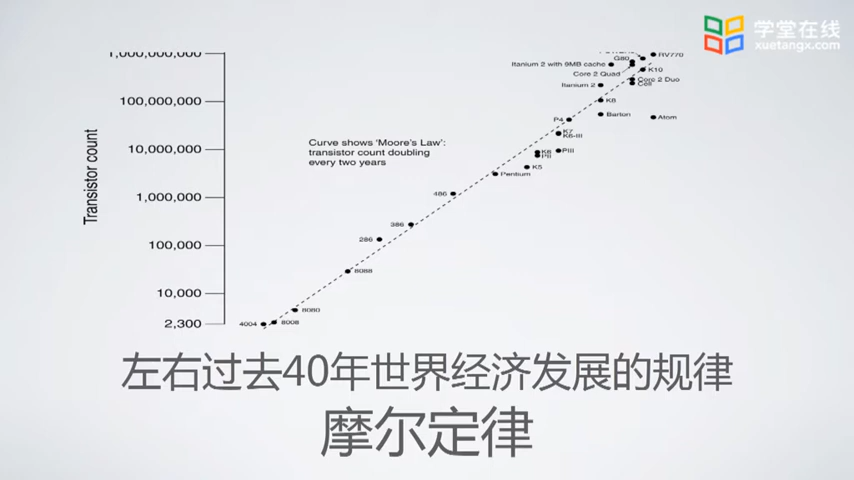 学堂在线
xuetangx.com
1,000,000,000
RV770
G80
Itanium 2 with 9MB cache
K10
Core 2 Quad
Core 2 Duo
Itanium 2
Cell
100,000,000
K8
P4
Barton
Atom
Curve shows ‘Moore’s Law’:
transistor count doubling
every two years
K7
K6-III
10,000,000
PIII
K6
PII
K5
Pentium
Transistor count
1,000,000
486
386
100,000
286
8088
10,000
8080
2,300
4004
8008
左右过去40年世界经济发展的规律
摩尔定律